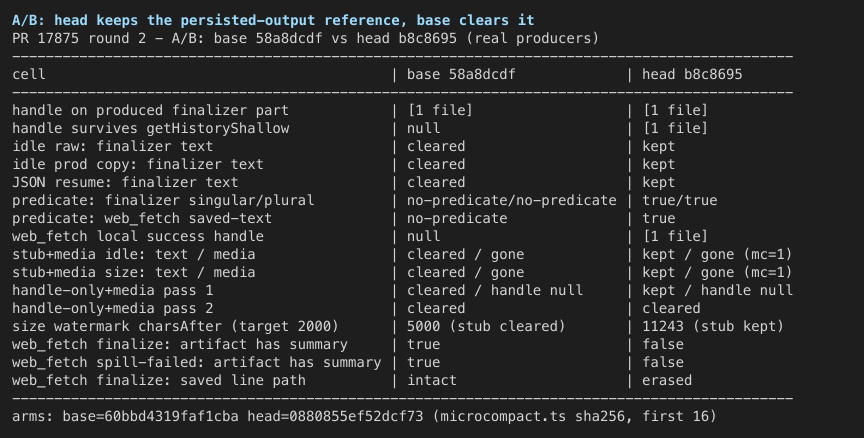 A/B: head keeps the persisted-output reference, base clears it
PR 17875 round 2 - A/B: base 58a8dcdf vs head b8c8695 (real producers)
cell | base 58a8dcdf | head b8c8695
handle on produced finalizer part | [1 file] | [1 file]
handle survives getHistoryShallow | null | [1 file]
idle raw: finalizer text | cleared | kept
idle prod copy: finalizer text | cleared | kept
JSON resume: finalizer text | cleared | kept
predicate: finalizer singular/plural | no-predicate/no-predicate | true/true
predicate: web_fetch saved-text | no-predicate | true
web_fetch local success handle | null | [1 file]
stub+media idle: text / media | cleared / gone | kept / gone (mc=1)
stub+media size: text / media | cleared / gone | kept / gone (mc=1)
handle-only+media pass 1 | cleared / handle null | kept / handle null
handle-only+media pass 2 | cleared | cleared
size watermark charsAfter (target 2000) | 5000 (stub cleared) | 11243 (stub kept)
web_fetch finalize: artifact has summary | true | false
web_fetch spill-failed: artifact has summary | true | false
web_fetch finalize: saved line path | intact | erased
arms: base=60bbd4319faf1cba head=0880855ef52dcf73 (microcompact.ts sha256, first 16)